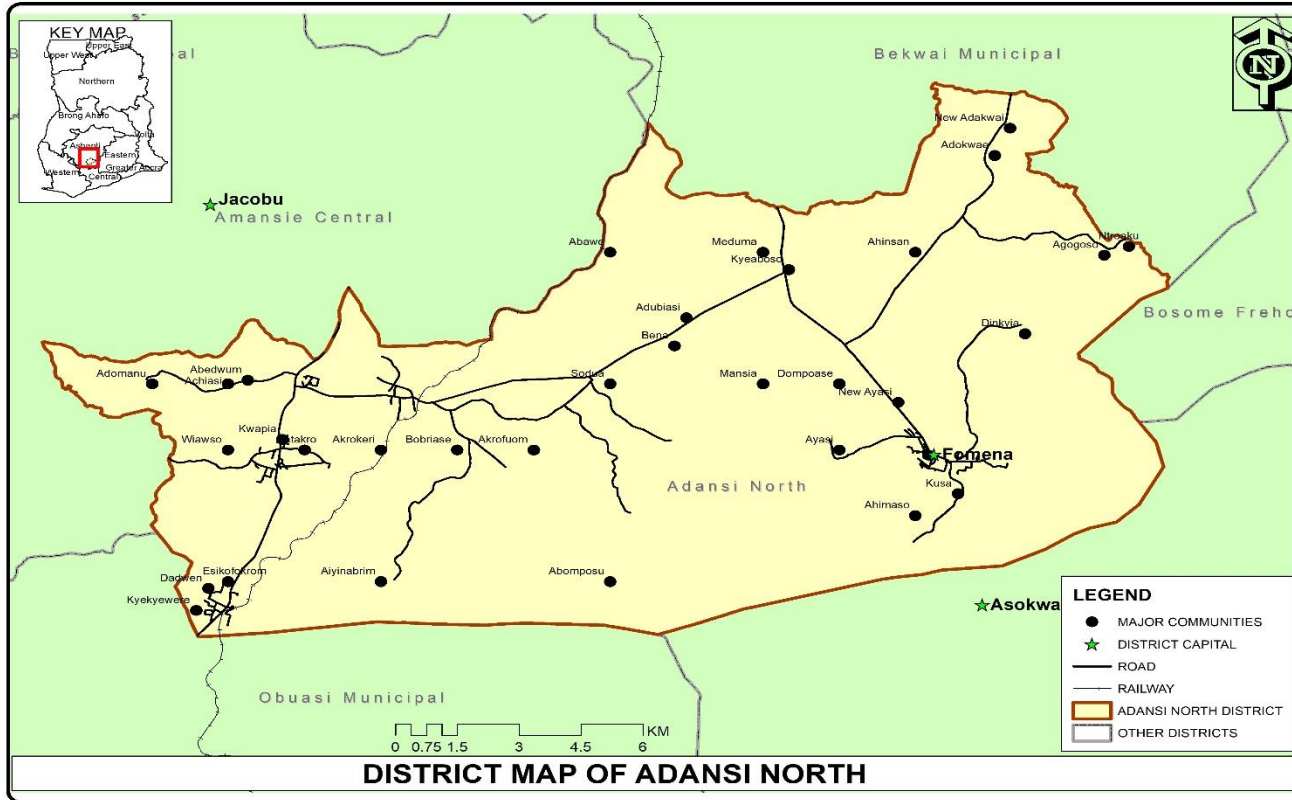 KEY MAP
Upper East
Upper West
Northern
Brong Ahafo
Volta
Ashanti
Eastern
Greater Accra
Western
Central
Bekwai Municipal
N
New Adakwai
Adokwae
Jacobu
Amansie Central
Abawo
Meduma
Kyeaboso
Ahinsan
Agogoso
Adubiasi
Bene
Dinkyia
Bosome Freho
Adomanu
Abedwum
Achiasi
Sodua
Mansia
Dompoase
New Ayasi
Wiawso
Kwapia
Akrokeri
Bobriase
Akrofuom
Ayasi
Fomena
Adansi North
Kusa
Ahimaso
Dadwen
Esikofokrom
Kyekyewere
Aiyinabrim
Abomposu
Asokwa
Obuasi Municipal
LEGEND
MAJOR COMMUNITIES
DISTRICT CAPITAL
ROAD
RAILWAY
ADANSI NORTH DISTRICT
OTHER DISTRICTS
KM
0 0.75 1.5 3 4.5 6
DISTRICT MAP OF ADANSI NORTH